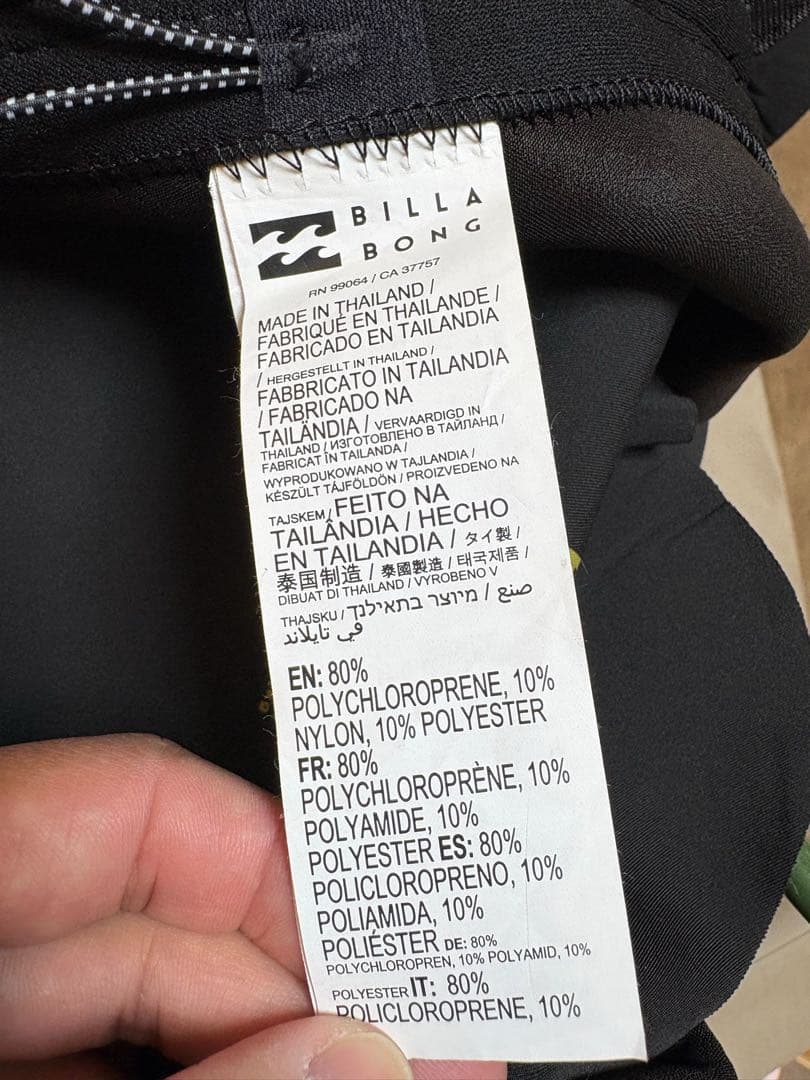 BILLA
BONG
RN 99064 / CA 37757
MADE IN THAILAND /
FABRIQUÉ EN THAILANDE /
FABRICADO EN TAILANDIA
/ HERGESTELLT IN THAILAND /
FABBRICATO IN TAILANDIA
/ FABRICADO NA
TAILÂNDIA / VERVAARDIGD IN
THAILAND / ИЗГОТОВЛЕНО В ТАЙЛАНД /
FABRICAT ÎN TAILANDA /
WYPRODUKOWANO W TAJLANDIA /
KÉSZÜLT TÁJFÖLDÖN / PROIZVEDENO NA
TAJSKEM / FEITO NA
TAILÂNDIA / HECHO
EN TAILANDIA / タイ製 /
泰国制造 / 泰國製造 / 태국제품 /
DIBUAT DI THAILAND / VYROBENO V
THAJSKU / מיוצר בתאילנד / صنع
في تايلاند
EN: 80%
POLYCHLOROPRENE, 10%
NYLON, 10% POLYESTER
FR: 80%
POLYCHLOROPRÈNE, 10%
POLYAMIDE, 10%
POLYESTER ES: 80%
POLICLOROPRENO, 10%
POLIAMIDA, 10%
POLIÉSTER DE: 80%
POLYCHLOROPREN, 10% POLYAMID, 10%
POLYESTER IT: 80%
POLICLOROPRENE, 10%